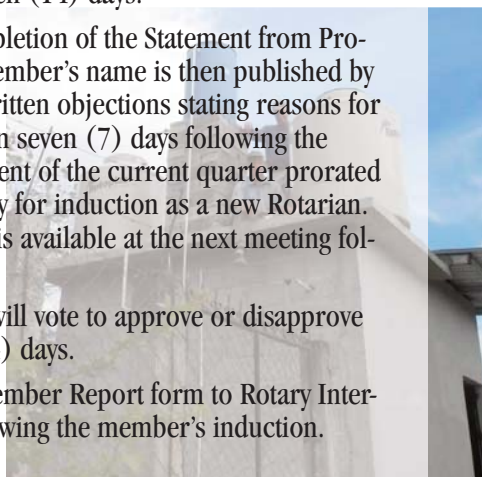 (14) days.
pletion of the Statement from Pro-
ember's name is then published by
ritten objections stating reasons for
n seven (7) days following the
ent of the current quarter prorated
y for induction as a new Rotarian.
is available at the next meeting fol-
will vote to approve or disapprove
) days.
ember Report form to Rotary Inter-
wing the member's induction.